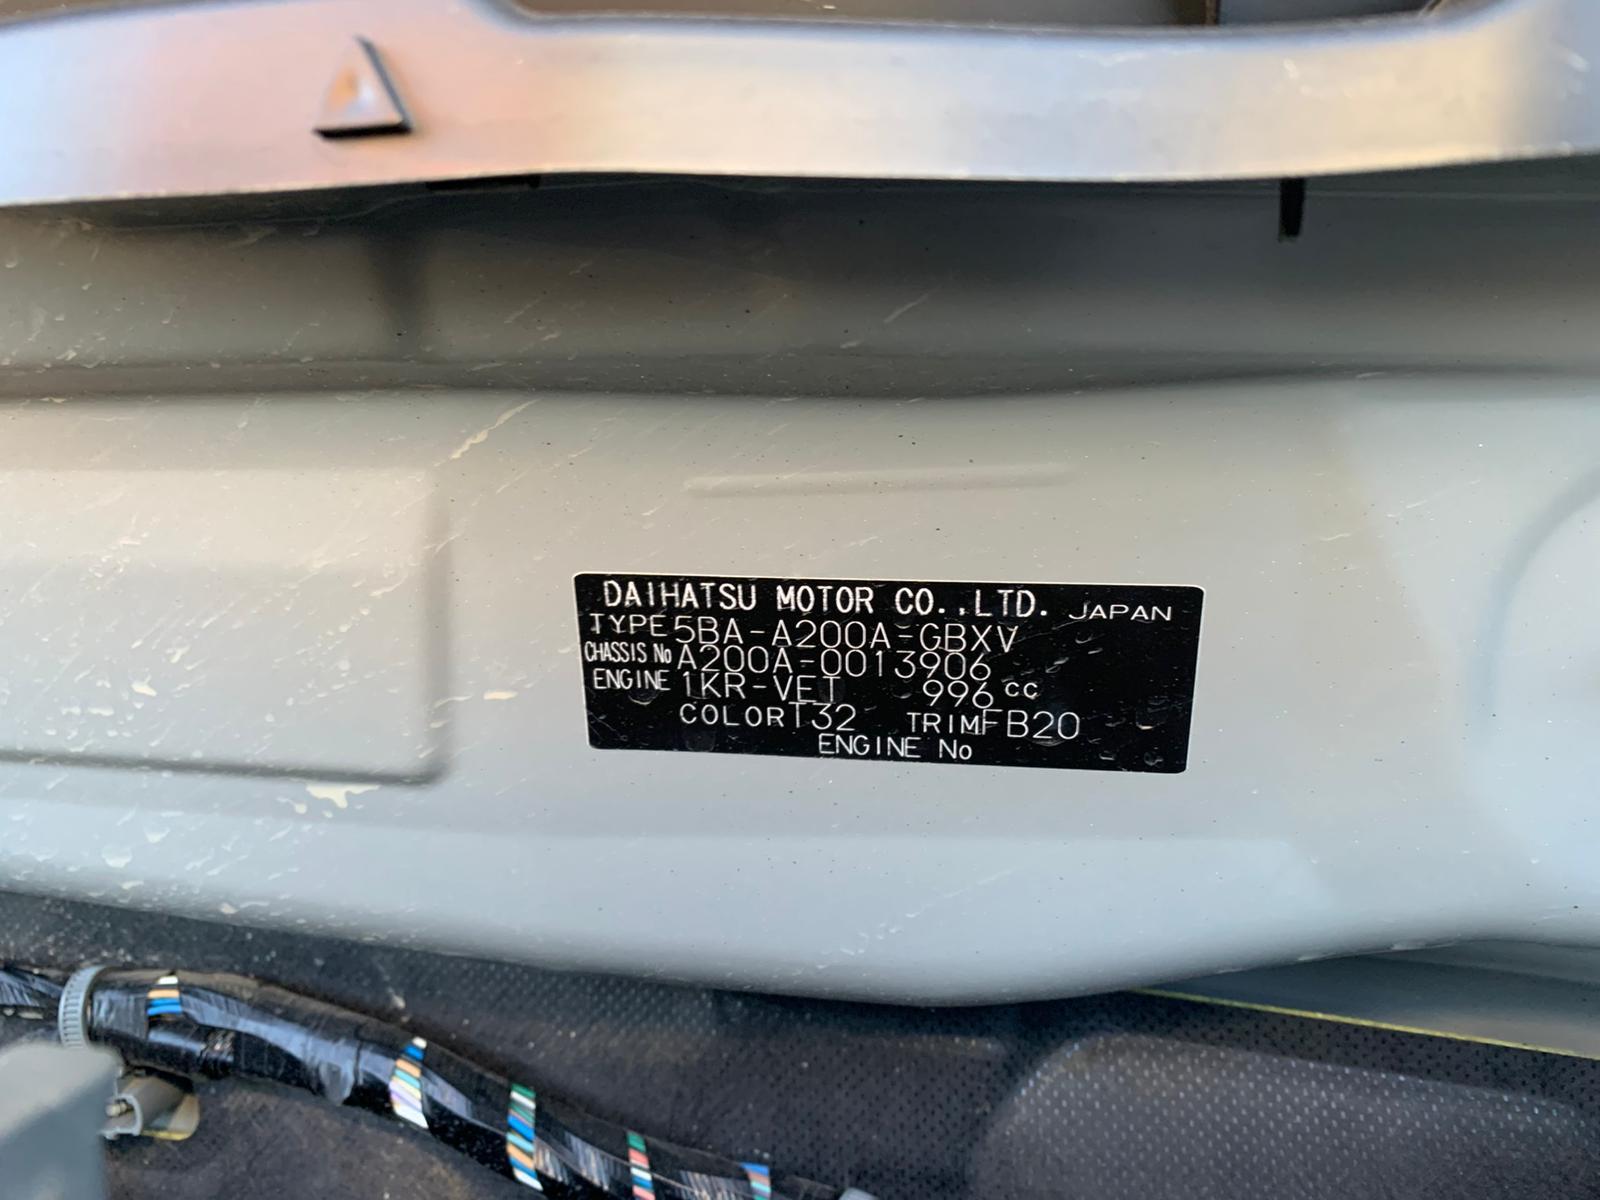 DAIHATSU MOTOR CO.,LTD. JAPAN
TYPE 5BA-A200A-GBXV
CHASSIS No A200A-0013906
ENGINE 1KR-VET 996 cc
COLOR T32 TRIM FB20
ENGINE No